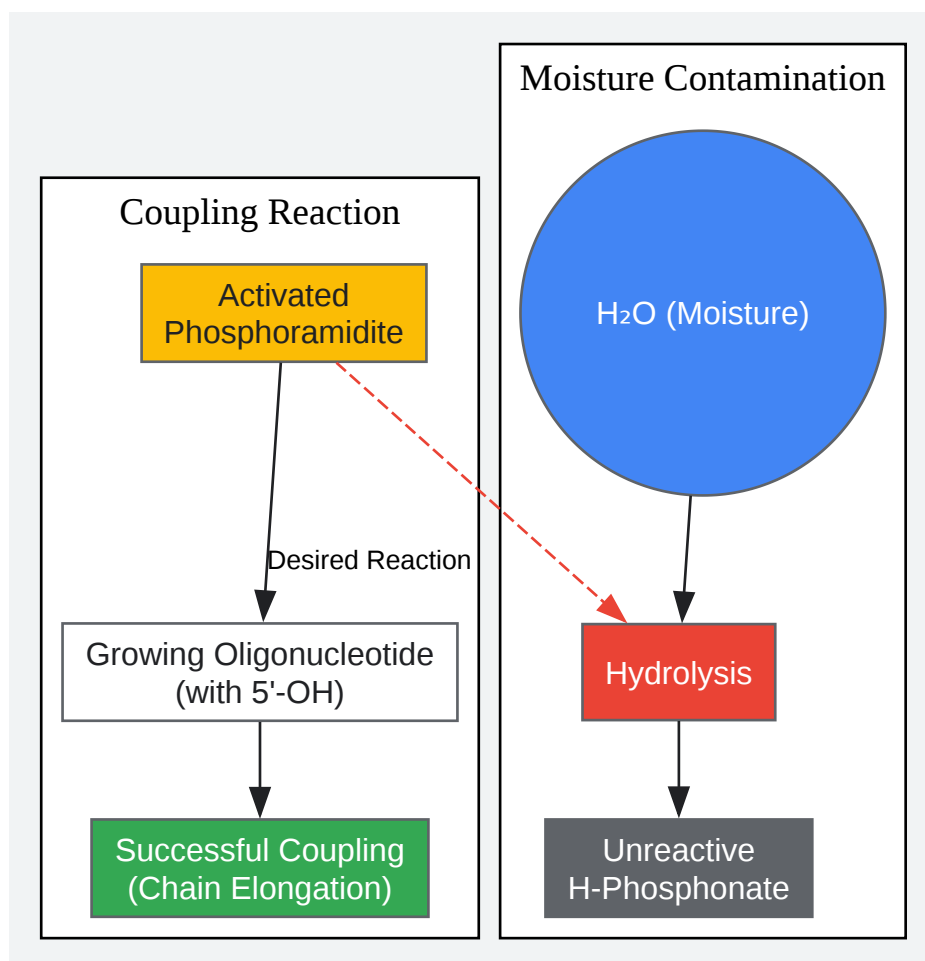 Coupling Reaction
Activated
Phosphoramidite
Desired Reaction
Growing Oligonucleotide
(with 5'-OH)
Successful Coupling
(Chain Elongation)
Moisture Contamination
H₂O (Moisture)
Hydrolysis
Unreactive
H-Phosphonate